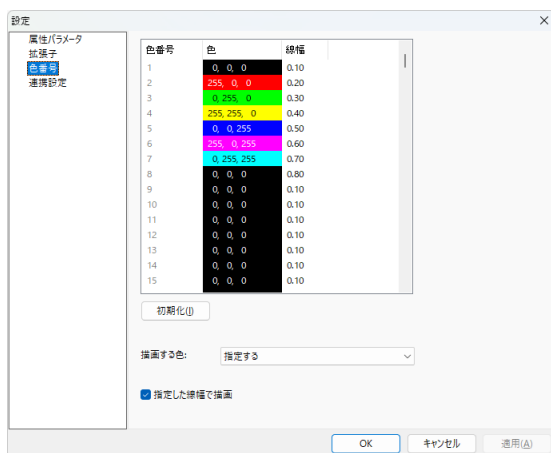 設定
属性パラメータ
拡張子
色番号
連携設定
色番号 色 線幅
1 0, 0, 0 0.10
2 255, 0, 0 0.20
3 0, 255, 0 0.30
4 255, 255, 0 0.40
5 0, 0, 255 0.50
6 255, 0, 255 0.60
7 0, 255, 255 0.70
8 0, 0, 0 0.80
9 0, 0, 0 0.10
10 0, 0, 0 0.10
11 0, 0, 0 0.10
12 0, 0, 0 0.10
13 0, 0, 0 0.10
14 0, 0, 0 0.10
15 0, 0, 0 0.10
初期化(I)
描画する色: 指定する
指定した線幅で描画
OK キャンセル 適用(A)